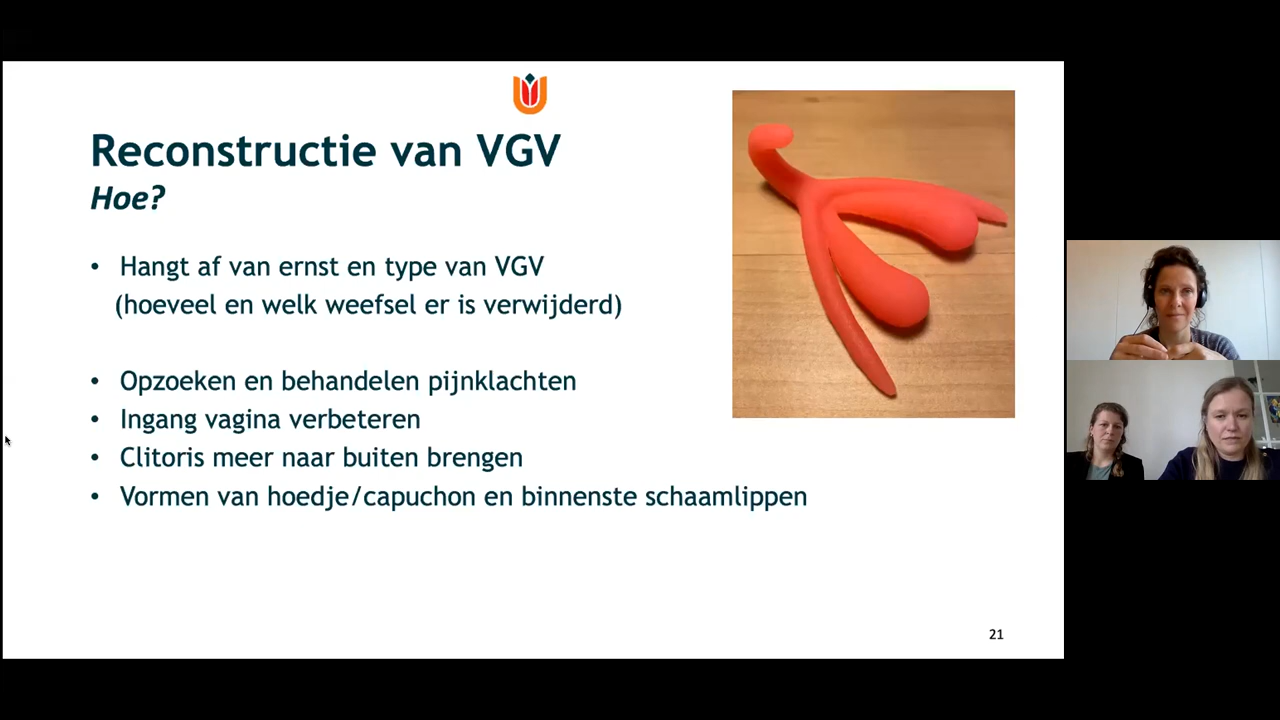 Reconstructie van VGV
Hoe?
• Hangt af van ernst en type van VGV
(hoeveel en welk weefsel er is verwijderd)
• Opzoeken en behandelen pijnklachten
• Ingang vagina verbeteren
• Clitoris meer naar buiten brengen
• Vormen van hoedje/capuchon en binnenste schaamlippen
21